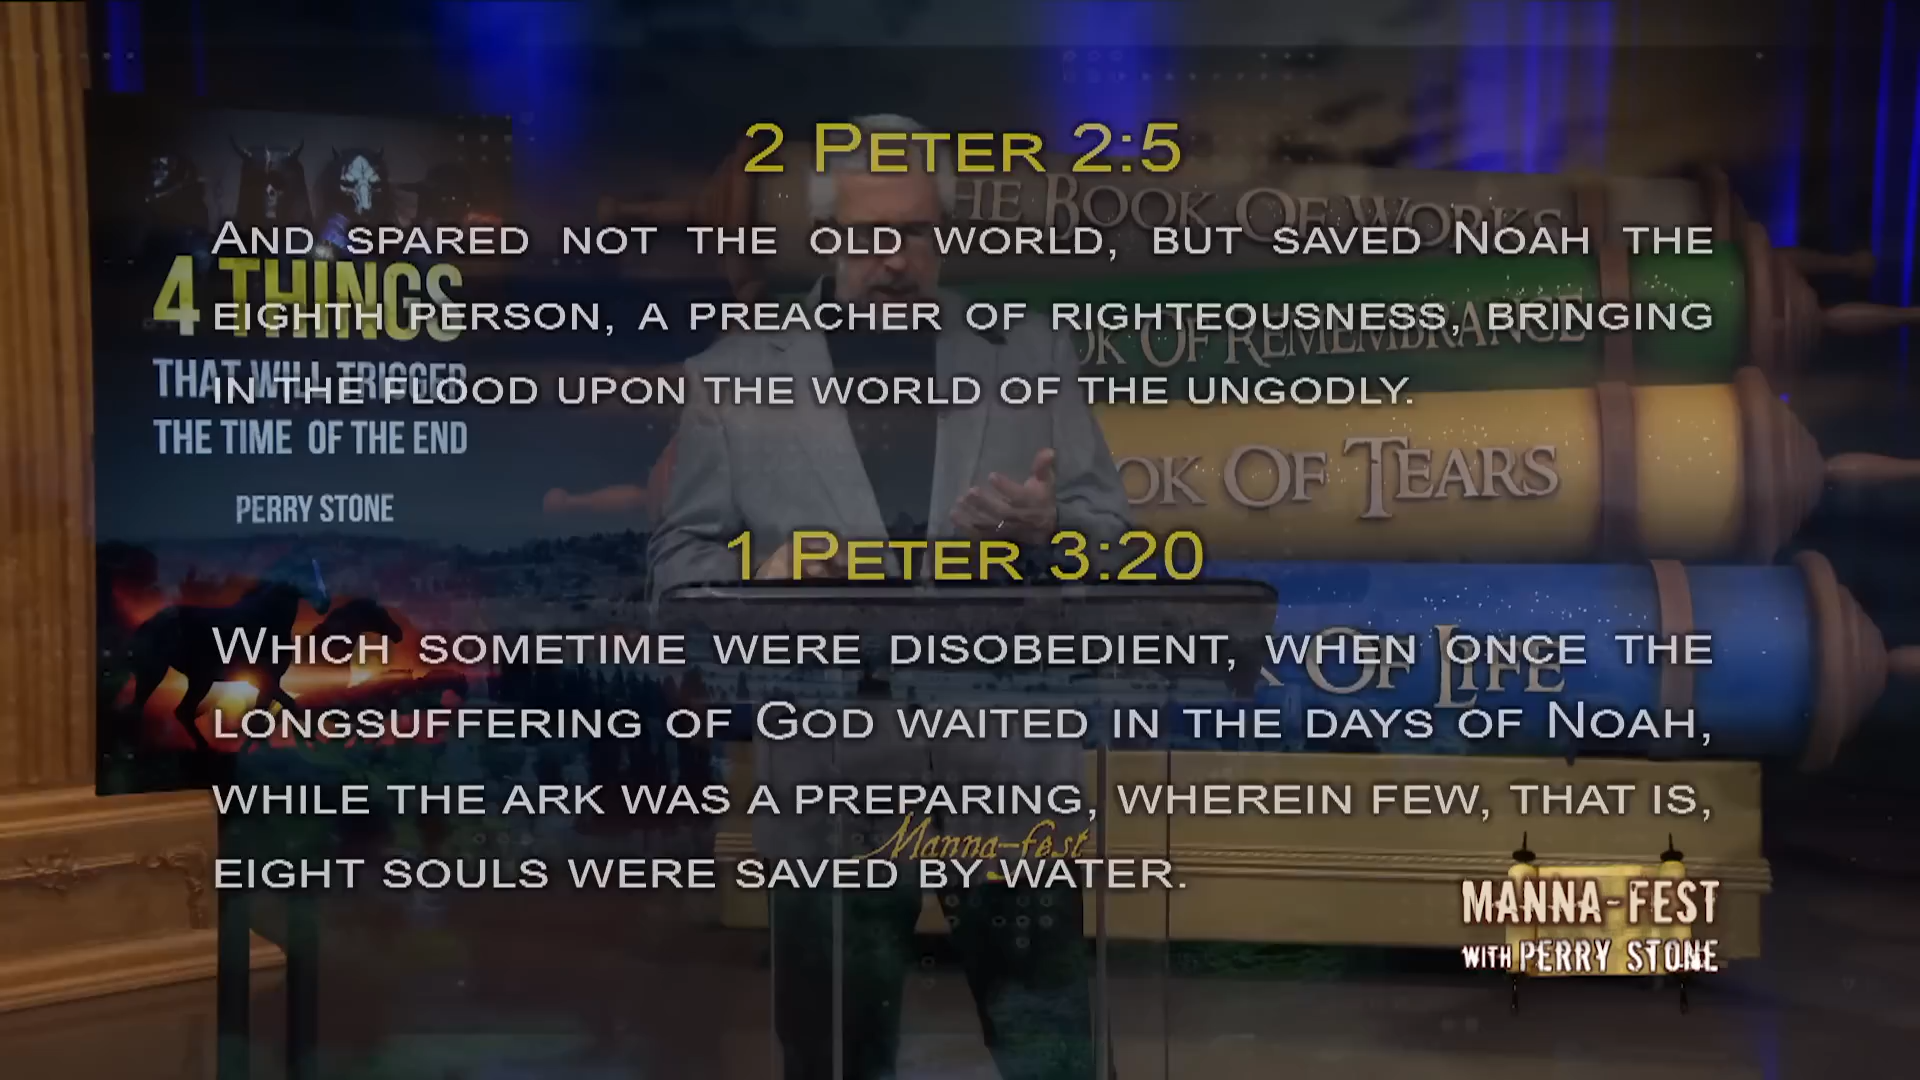 2 PETER 2:5
AND SPARED NOT THE OLD WORLD, BUT SAVED NOAH THE
EIGHTH PERSON, A PREACHER OF RIGHTEOUSNESS, BRINGING
IN THE FLOOD UPON THE WORLD OF THE UNGODLY.
1 PETER 3:20
WHICH SOMETIME WERE DISOBEDIENT, WHEN ONCE THE
LONGSUFFERING OF GOD WAITED IN THE DAYS OF NOAH,
WHILE THE ARK WAS A PREPARING, WHEREIN FEW, THAT IS,
EIGHT SOULS WERE SAVED BY WATER.
4 THINGS
THAT WILL TRIGGER
THE TIME OF THE END
PERRY STONE
THE BOOK OF WORKS
OF REMEMBRANCE
OF TEARS
OF LIFE
Manna-fest
MANNA-FEST
WITH PERRY STONE